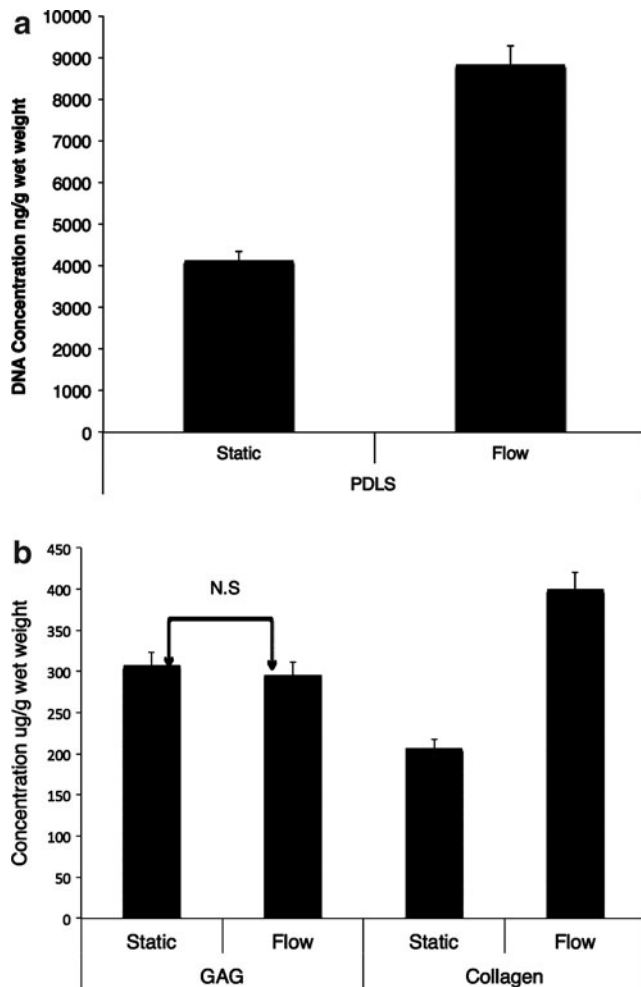 a
DNA Concentration ng/g wet weight
10000
9000
8000
7000
6000
5000
4000
3000
2000
1000
0
Static
Flow
PDLS
b
Concentration ug/g wet weight
450
400
350
300
250
200
150
100
50
0
N.S
Static
Flow
Static
Flow
GAG
Collagen